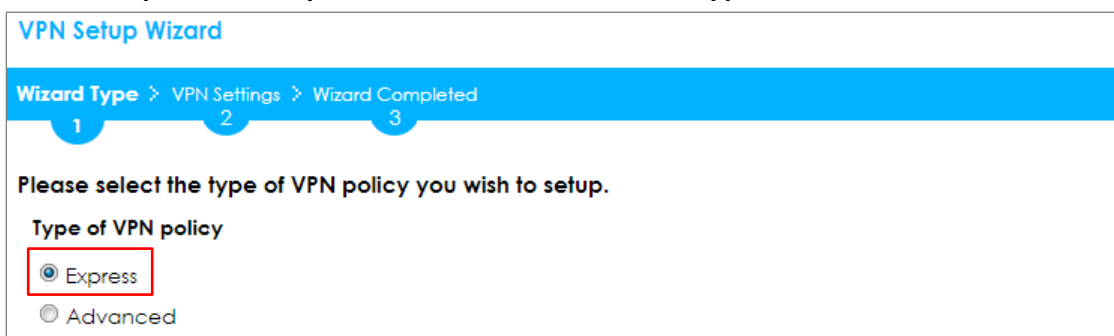 VPN Setup Wizard
Wizard Type > VPN Settings > Wizard Completed
1 2 3
Please select the type of VPN policy you wish to setup.
Type of VPN policy
Express
Advanced